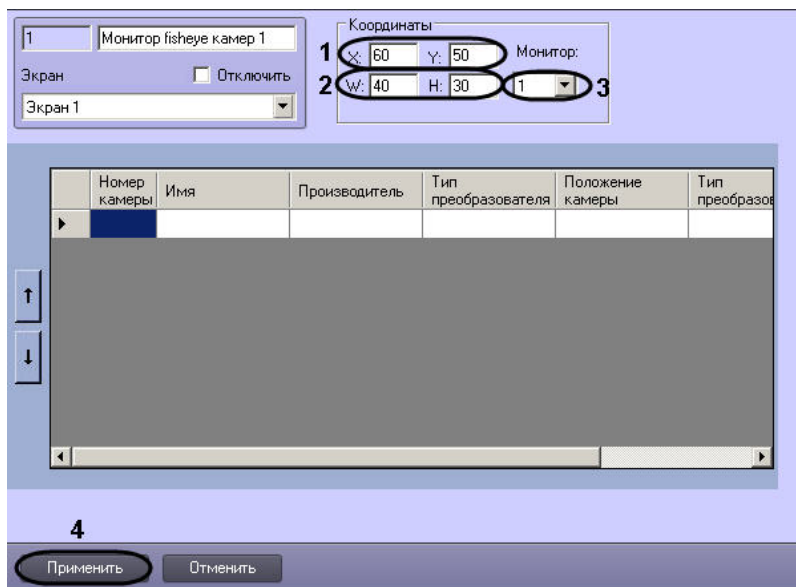 Координаты
1 Монитор fisheye камер 1
1 X: 60 Y: 50 Монитор:
Экран Отключить
2 W: 40 H: 30 1 3
Экран 1
Номер камеры Имя Производитель Тип преобразователя Положение камеры Тип преобразов
↑
↓
4
Применить Отменить